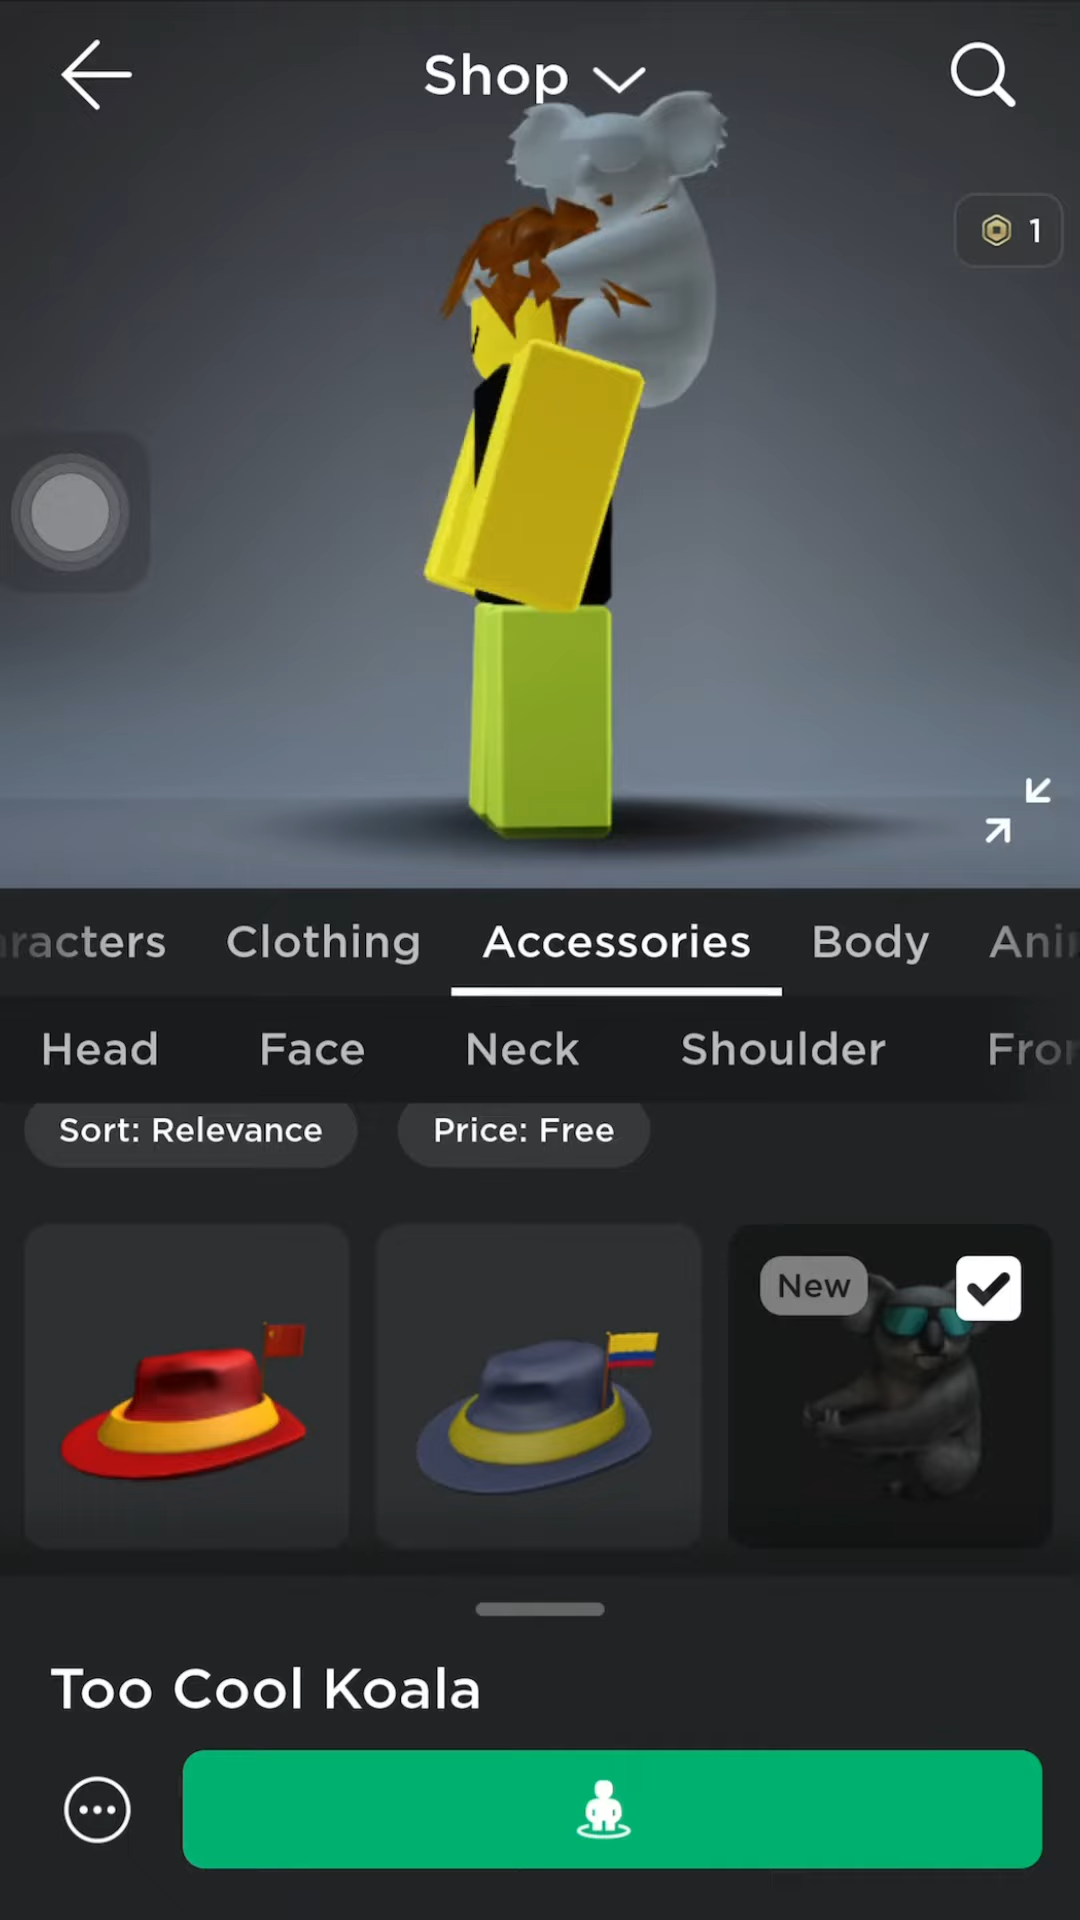 Shop
1
aracters Clothing Accessories Body Ani
Head Face Neck Shoulder Fro
Sort: Relevance Price: Free
New
Too Cool Koala